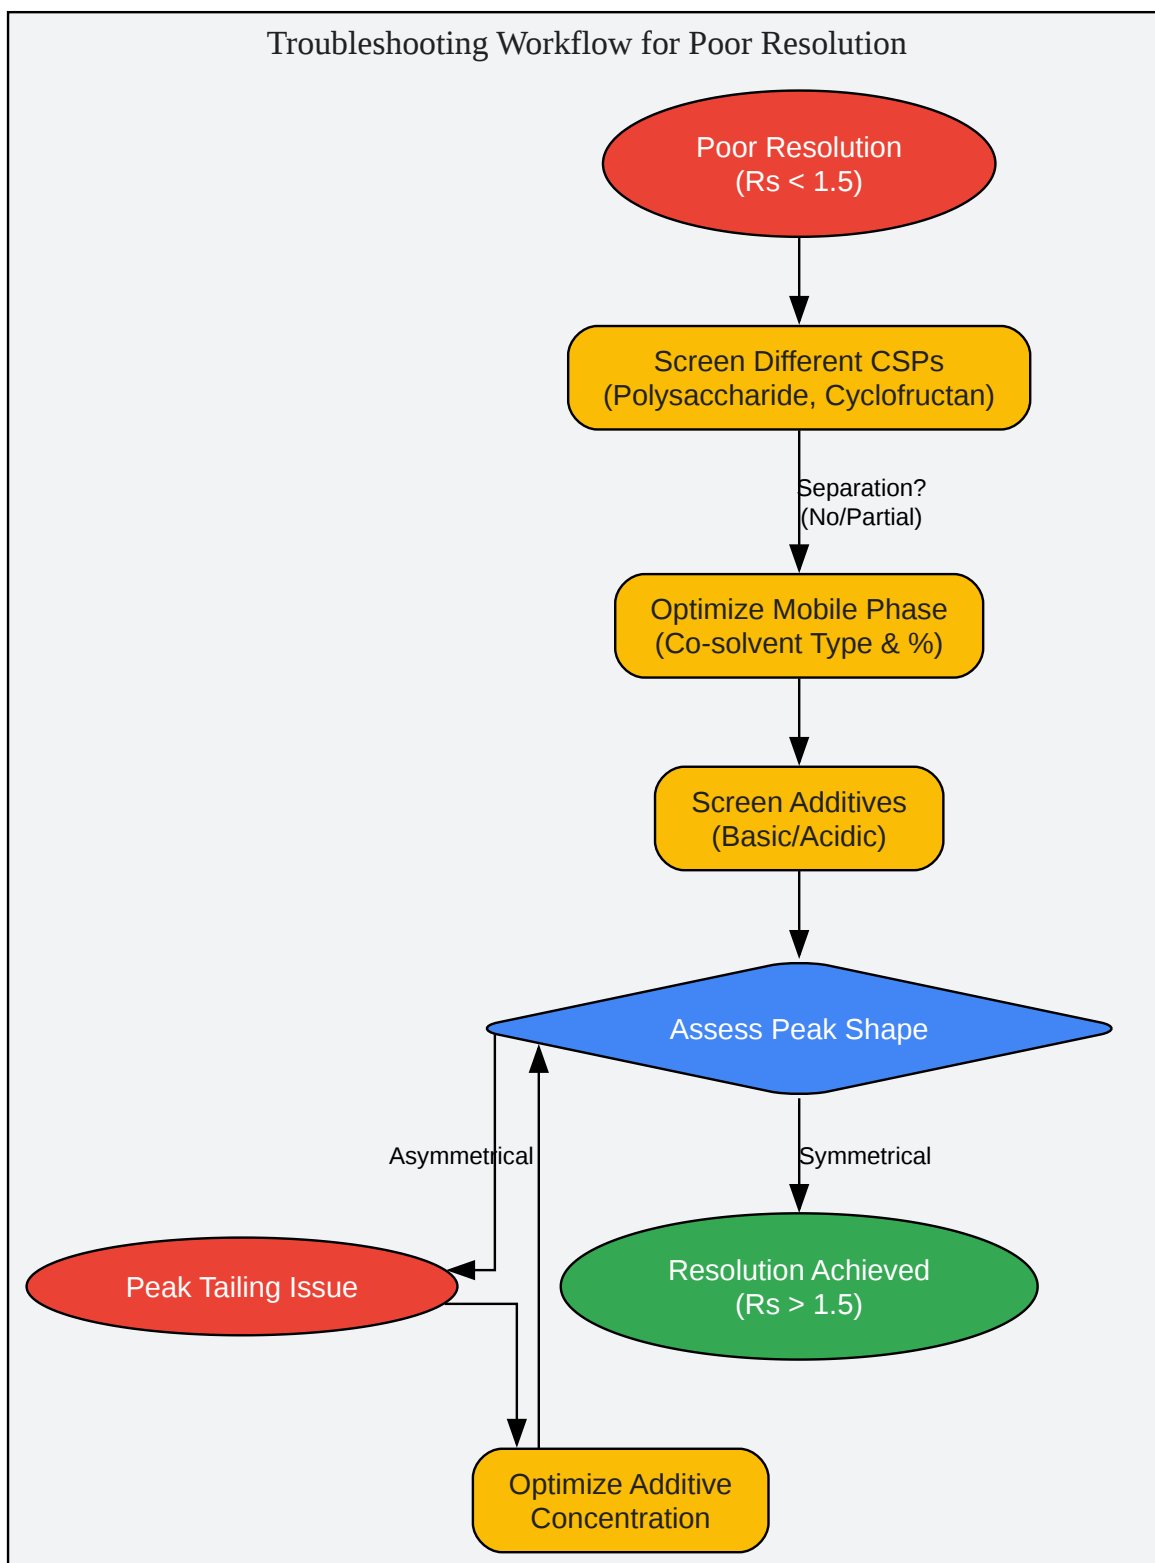 Troubleshooting Workflow for Poor Resolution
Poor Resolution
(Rs < 1.5)
Screen Different CSPs
(Polysaccharide, Cyclofructan)
Separation?
(No/Partial)
Optimize Mobile Phase
(Co-solvent Type & %)
Screen Additives
(Basic/Acidic)
Assess Peak Shape
Asymmetrical
Symmetrical
Peak Tailing Issue
Resolution Achieved
(Rs > 1.5)
Optimize Additive
Concentration